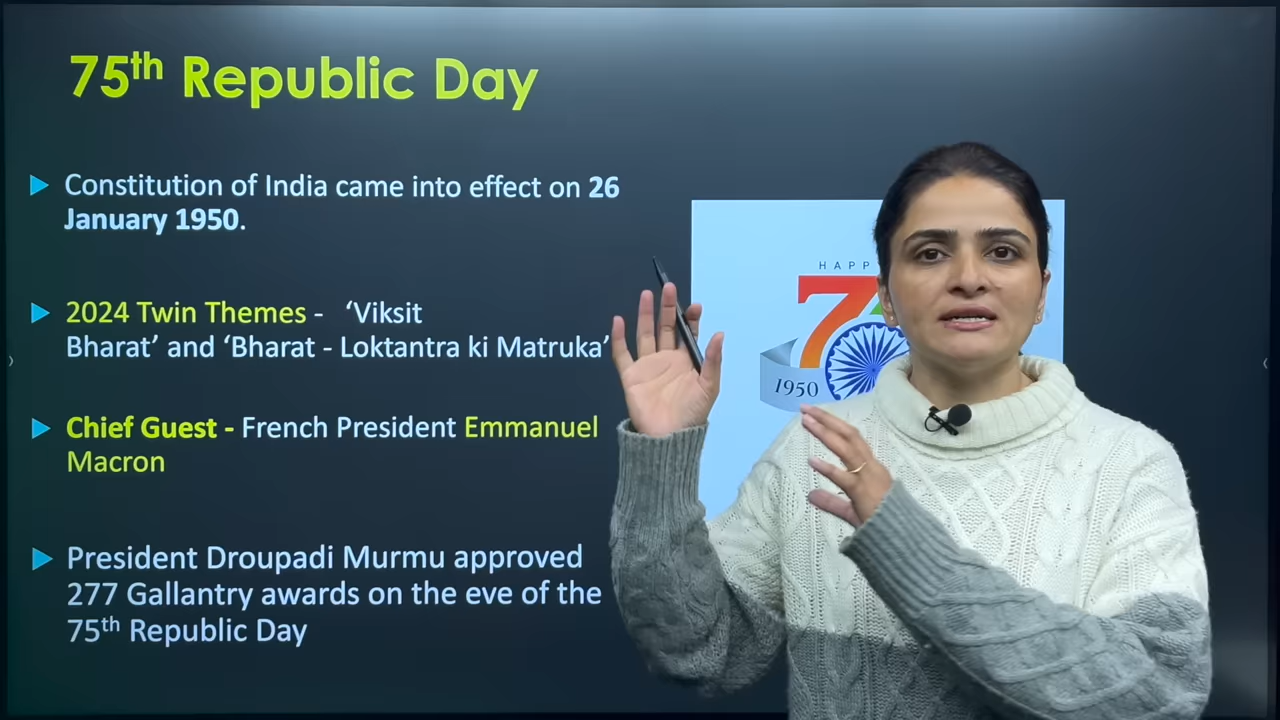 75th Republic Day
Constitution of India came into effect on 26
January 1950.
2024 Twin Themes - ‘Viksit
Bharat’ and ‘Bharat - Loktantra ki Matruka’
Chief Guest - French President Emmanuel
Macron
President Droupadi Murmu approved
277 Gallantry awards on the eve of the
75th Republic Day
HAPP
7
1950